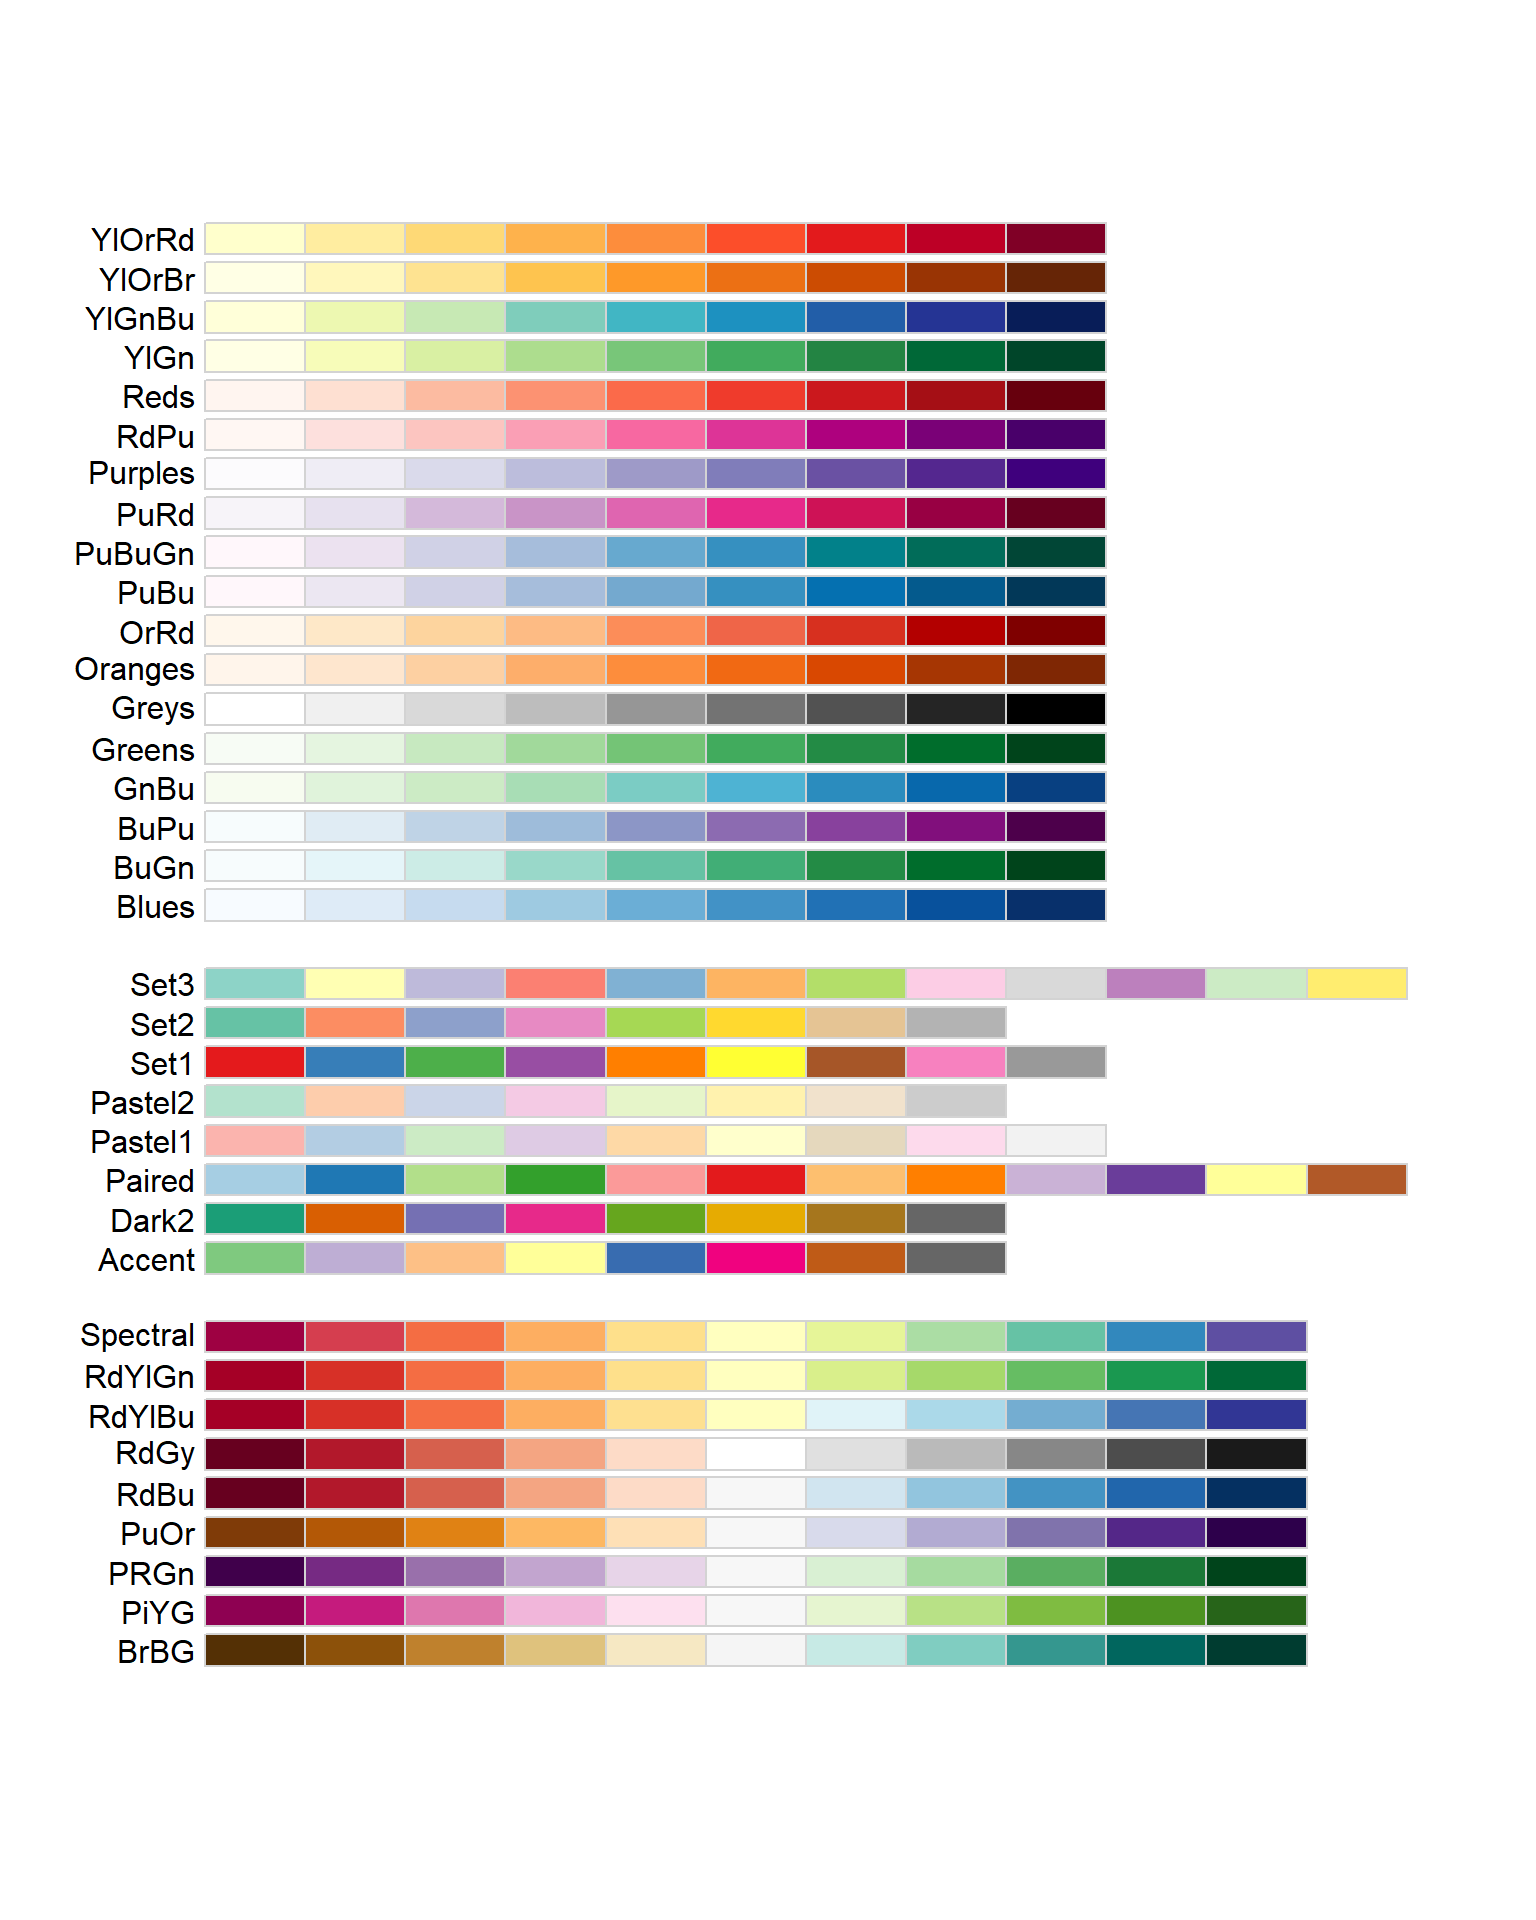 YlOrRd
YlOrBr
YlGnBu
YlGn
Reds
RdPu
Purples
PuRd
PuBuGn
PuBu
OrRd
Oranges
Greys
Greens
GnBu
BuPu
BuGn
Blues
Set3
Set2
Set1
Pastel2
Pastel1
Paired
Dark2
Accent
Spectral
RdYlGn
RdYlBu
RdGy
RdBu
PuOr
PRGn
PiYG
BrBG